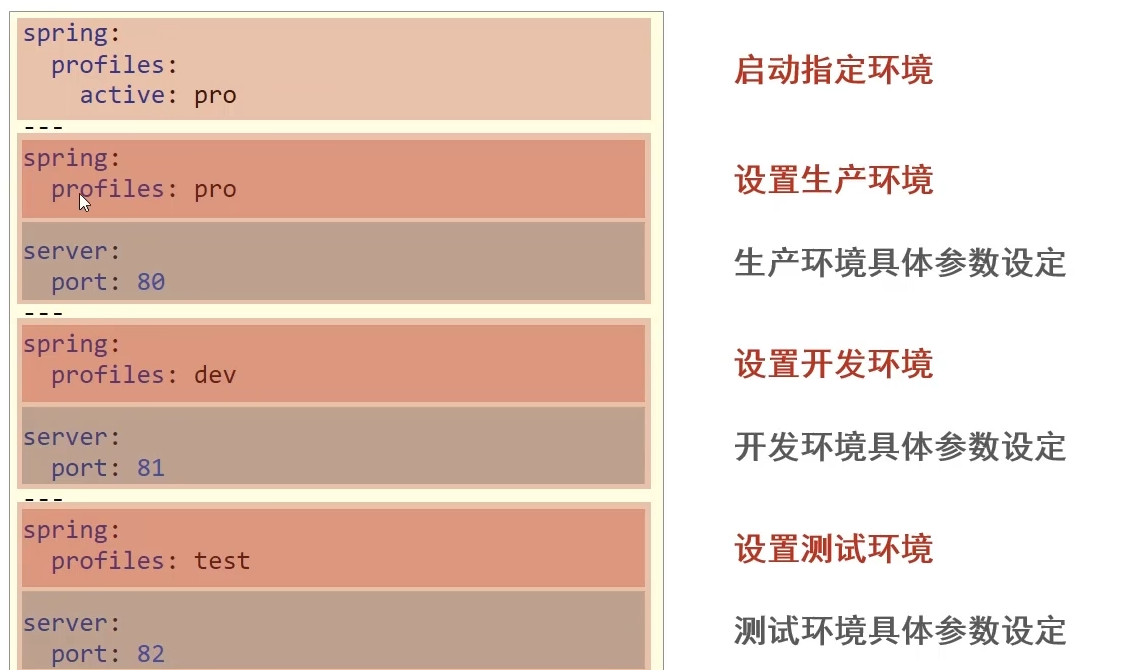 spring:
  profiles:
    active: pro
---
spring:
  profiles: pro
server:
  port: 80
---
spring:
  profiles: dev
server:
  port: 81
---
spring:
  profiles: test
server:
  port: 82
启动指定环境
设置生产环境
生产环境具体参数设定
设置开发环境
开发环境具体参数设定
设置测试环境
测试环境具体参数设定